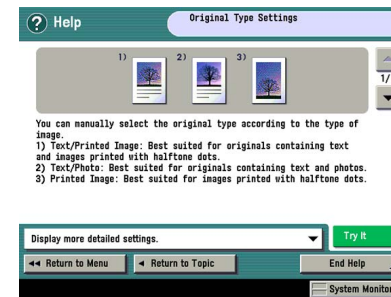 ? Help
Original Type Settings
1) 2) 3)
1/
You can manually select the original type according to the type of
image.
1) Text/Printed Image: Best suited for originals containing text
and images printed with halftone dots.
2) Text/Photo: Best suited for originals containing text and photos.
3) Printed Image: Best suited for images printed with halftone dots.
Display more detailed settings.
Try It
Return to Menu
Return to Topic
End Help
System Monitor